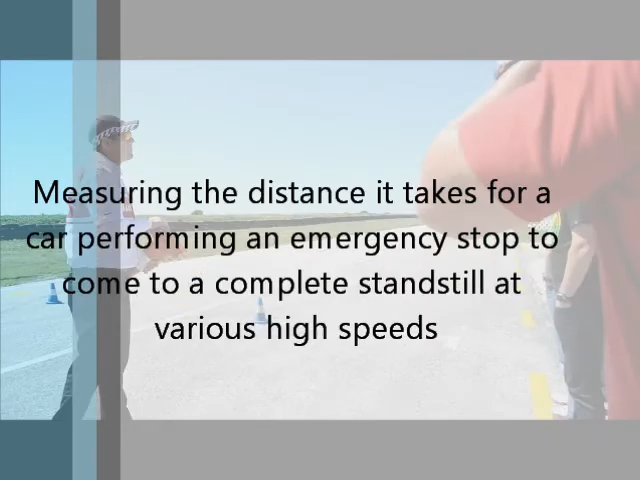 Measuring the distance it takes for a
car performing an emergency stop to
come to a complete standstill at
various high speeds